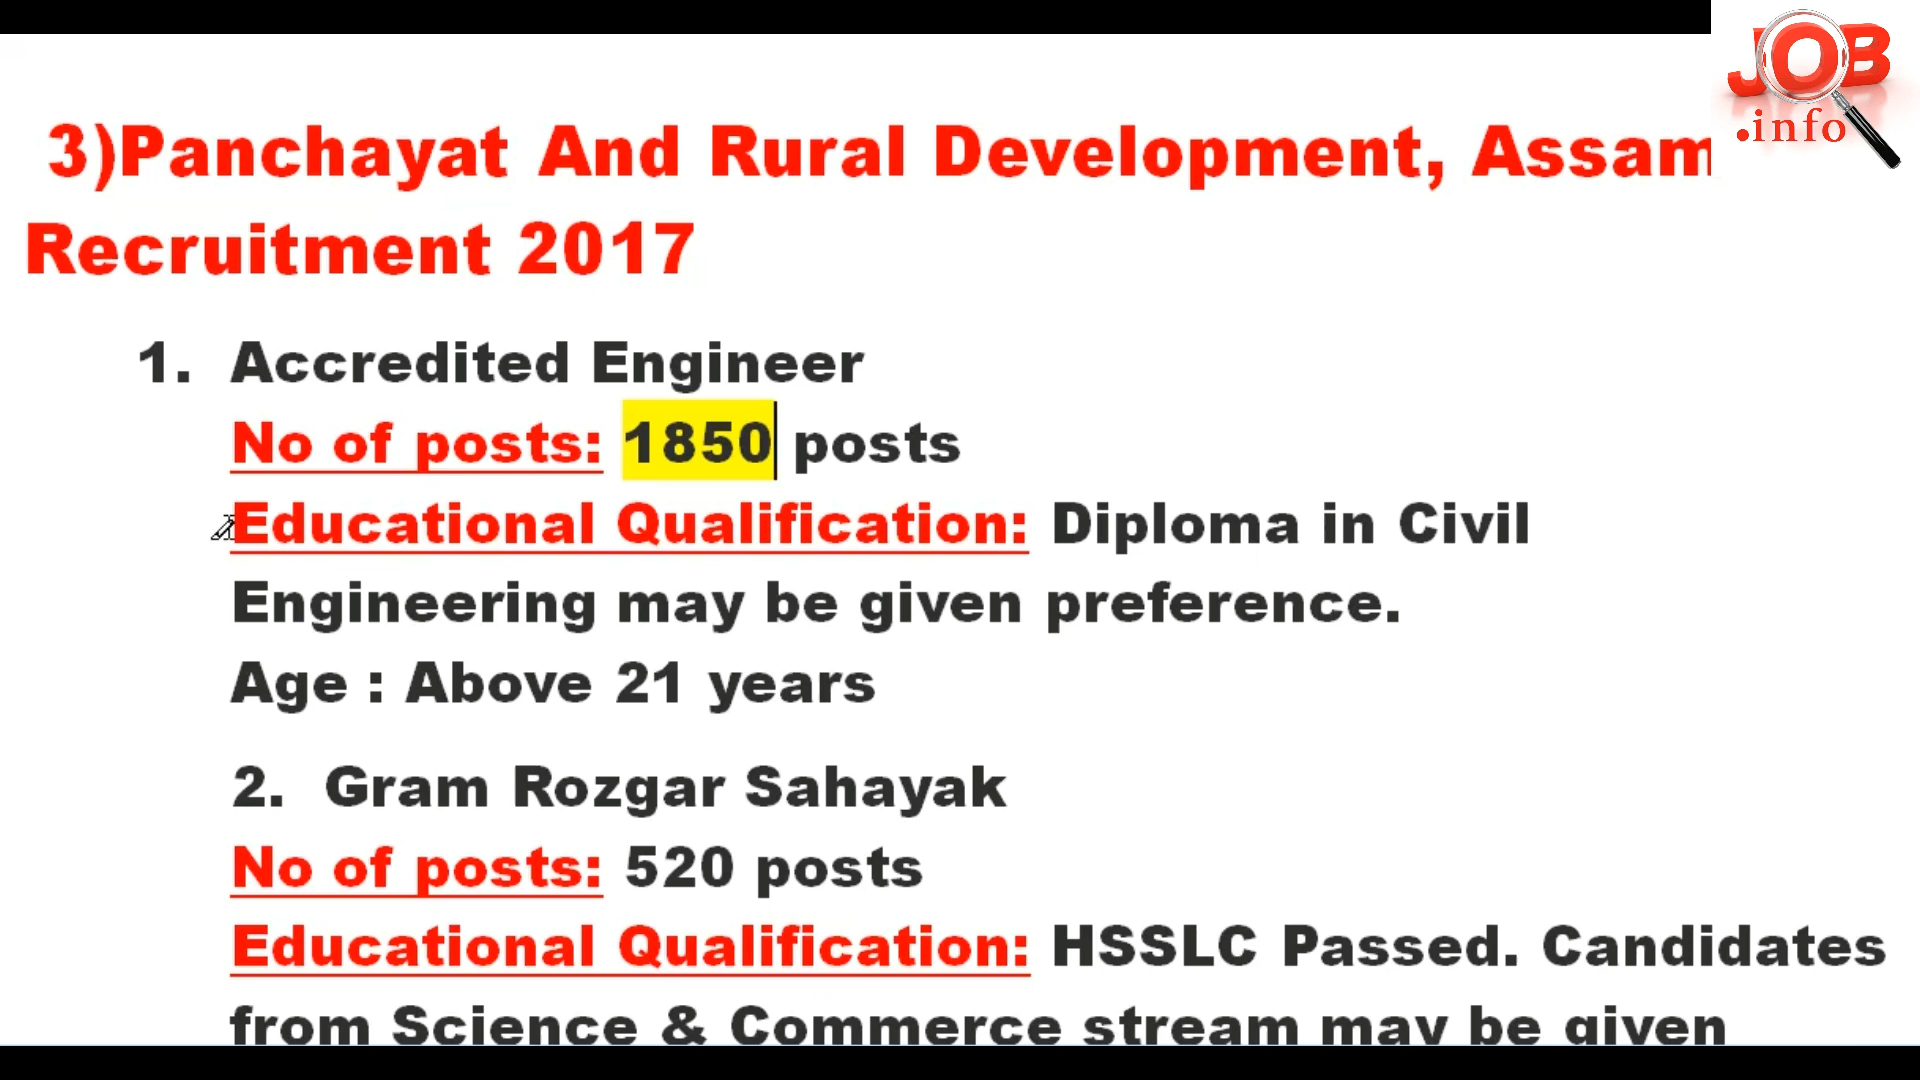 JOB
.info
3)Panchayat And Rural Development, Assam
Recruitment 2017
1. Accredited Engineer
No of posts: 1850 posts
Educational Qualification: Diploma in Civil
Engineering may be given preference.
Age : Above 21 years
2. Gram Rozgar Sahayak
No of posts: 520 posts
Educational Qualification: HSSLC Passed. Candidates
from Science & Commerce stream may be given